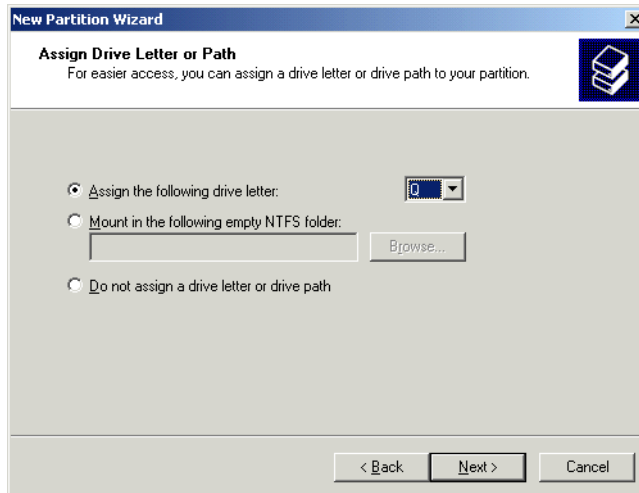 New Partition Wizard
Assign Drive Letter or Path
For easier access, you can assign a drive letter or drive path to your partition.
Assign the following drive letter: Q
Mount in the following empty NTFS folder:
Browse...
Do not assign a drive letter or drive path
< Back Next > Cancel